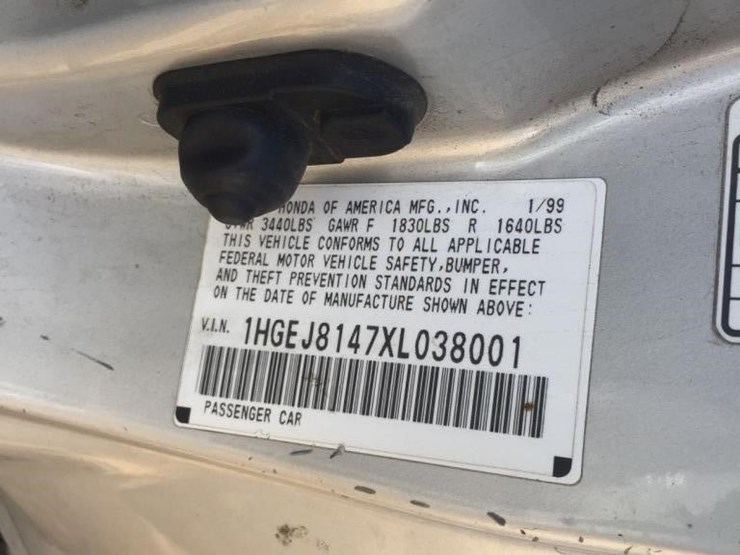 HONDA OF AMERICA MFG., INC. 1/99
3440LBS GAWR F 1830LBS R 1640LBS
THIS VEHICLE CONFORMS TO ALL APPLICABLE
FEDERAL MOTOR VEHICLE SAFETY,BUMPER,
AND THEFT PREVENTION STANDARDS IN EFFECT
ON THE DATE OF MANUFACTURE SHOWN ABOVE:
V.I.N. 1HGEJ8147XL038001
PASSENGER CAR